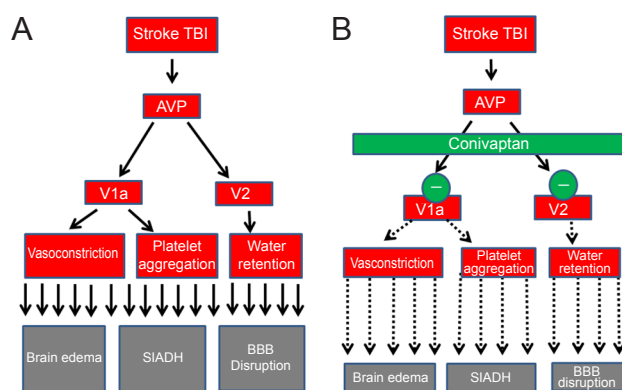 A
Stroke TBI
AVP
V1a
V2
Vasoconstriction
Platelet
aggregation
Water
retention
Brain edema
SIADH
BBB
Disruption
B
Stroke TBI
AVP
Conivaptan
–
–
V1a
V2
Vasconstriction
Platelet
aggregation
Water
retention
Brain edema
SIADH
BBB
disruption